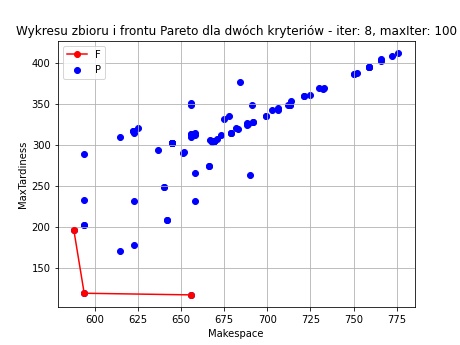 Wykresu zbioru i frontu Pareto dla dwóch kryteriów - iter: 8, maxIter: 100
F
P
400
350
300
250
200
150
MaxTardiness
600 625 650 675 700 725 750 775
Makespace